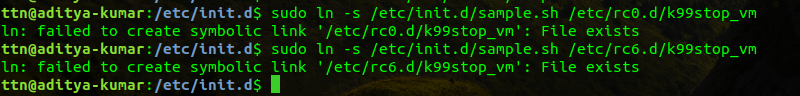 ttn@aditya-kumar:/etc/init.d$ sudo ln -s /etc/init.d/sample.sh /etc/rc0.d/k99stop_vm
ln: failed to create symbolic link '/etc/rc0.d/k99stop_vm': File exists
ttn@aditya-kumar:/etc/init.d$ sudo ln -s /etc/init.d/sample.sh /etc/rc6.d/k99stop_vm
ln: failed to create symbolic link '/etc/rc6.d/k99stop_vm': File exists
ttn@aditya-kumar:/etc/init.d$